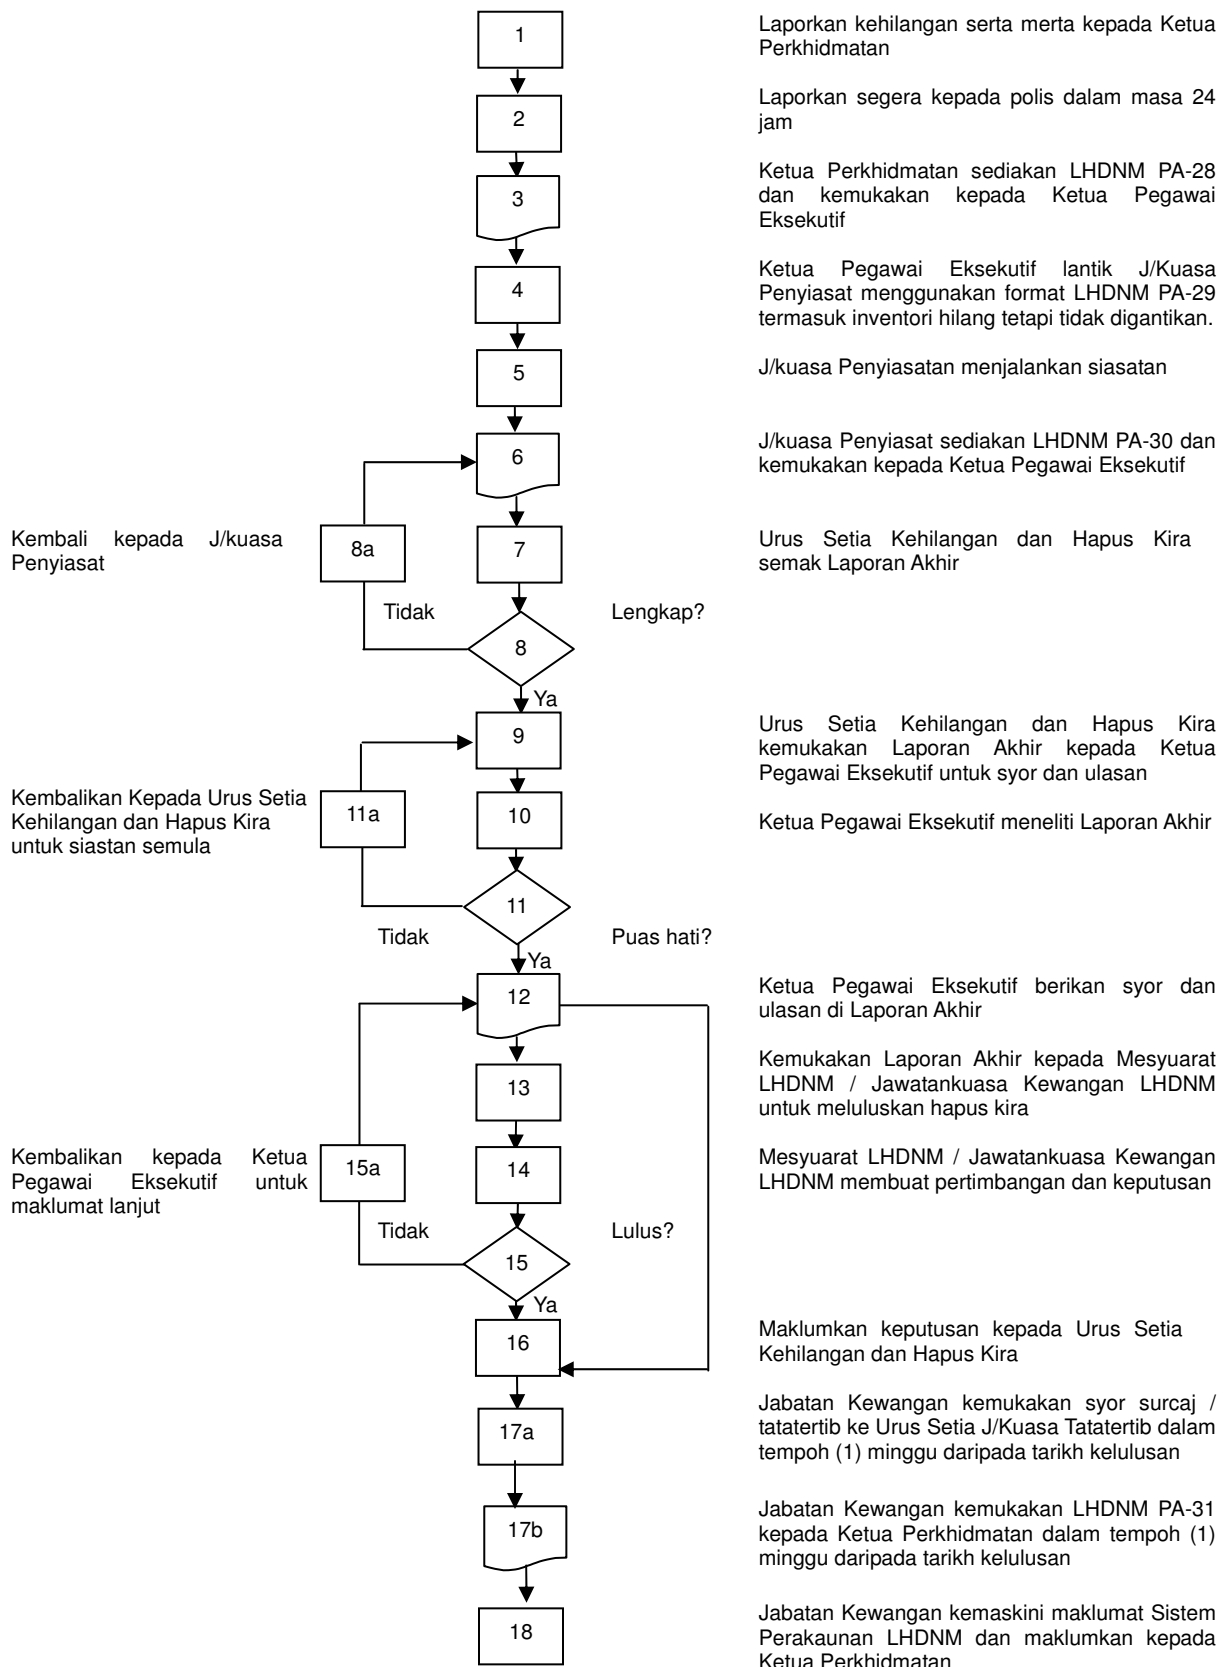 1
Laporkan kehilangan serta merta kepada Ketua
Perkhidmatan
2
Laporkan segera kepada polis dalam masa 24
jam
3
Ketua Perkhidmatan sediakan LHDNM PA-28
dan kemukakan kepada Ketua Pegawai
Eksekutif
4
Ketua Pegawai Eksekutif lantik J/Kuasa
Penyiasat menggunakan format LHDNM PA-29
termasuk inventori hilang tetapi tidak digantikan.
5
J/kuasa Penyiasatan menjalankan siasatan
6
J/kuasa Penyiasat sediakan LHDNM PA-30 dan
kemukakan kepada Ketua Pegawai Eksekutif
Kembali kepada J/kuasa
Penyiasat
8a
7
Urus Setia Kehilangan dan Hapus Kira
semak Laporan Akhir
Tidak
Lengkap?
8
Ya
9
Urus Setia Kehilangan dan Hapus Kira
kemukakan Laporan Akhir kepada Ketua
Pegawai Eksekutif untuk syor dan ulasan
Kembalikan Kepada Urus Setia
Kehilangan dan Hapus Kira
untuk siastan semula
11a
10
Ketua Pegawai Eksekutif meneliti Laporan Akhir
11
Tidak
Puas hati?
Ya
12
Ketua Pegawai Eksekutif berikan syor dan
ulasan di Laporan Akhir
13
Kemukakan Laporan Akhir kepada Mesyuarat
LHDNM / Jawatankuasa Kewangan LHDNM
untuk meluluskan hapus kira
Kembalikan kepada Ketua
Pegawai Eksekutif untuk
maklumat lanjut
15a
14
Mesyuarat LHDNM / Jawatankuasa Kewangan
LHDNM membuat pertimbangan dan keputusan
Tidak
Lulus?
15
Ya
16
Maklumkan keputusan kepada Urus Setia
Kehilangan dan Hapus Kira
17a
Jabatan Kewangan kemukakan syor surcaj /
tatatertib ke Urus Setia J/Kuasa Tatatertib dalam
tempoh (1) minggu daripada tarikh kelulusan
17b
Jabatan Kewangan kemukakan LHDNM PA-31
kepada Ketua Perkhidmatan dalam tempoh (1)
minggu daripada tarikh kelulusan
18
Jabatan Kewangan kemaskini maklumat Sistem
Perakaunan LHDNM dan maklumkan kepada
Ketua Perkhidmatan